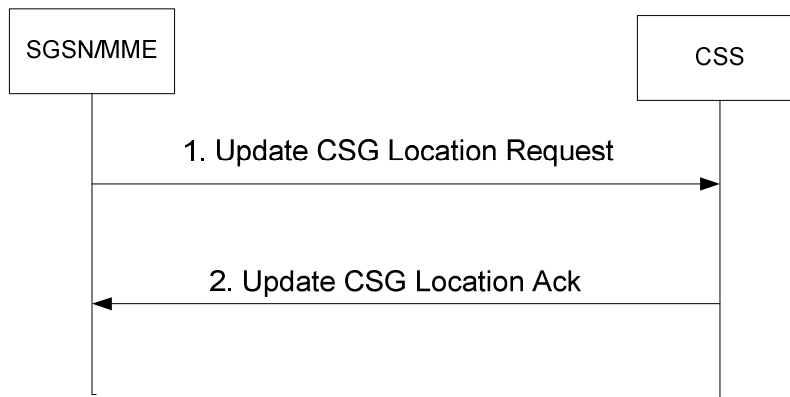 SGSN/MME
CSS
1. Update CSG Location Request
2. Update CSG Location Ack